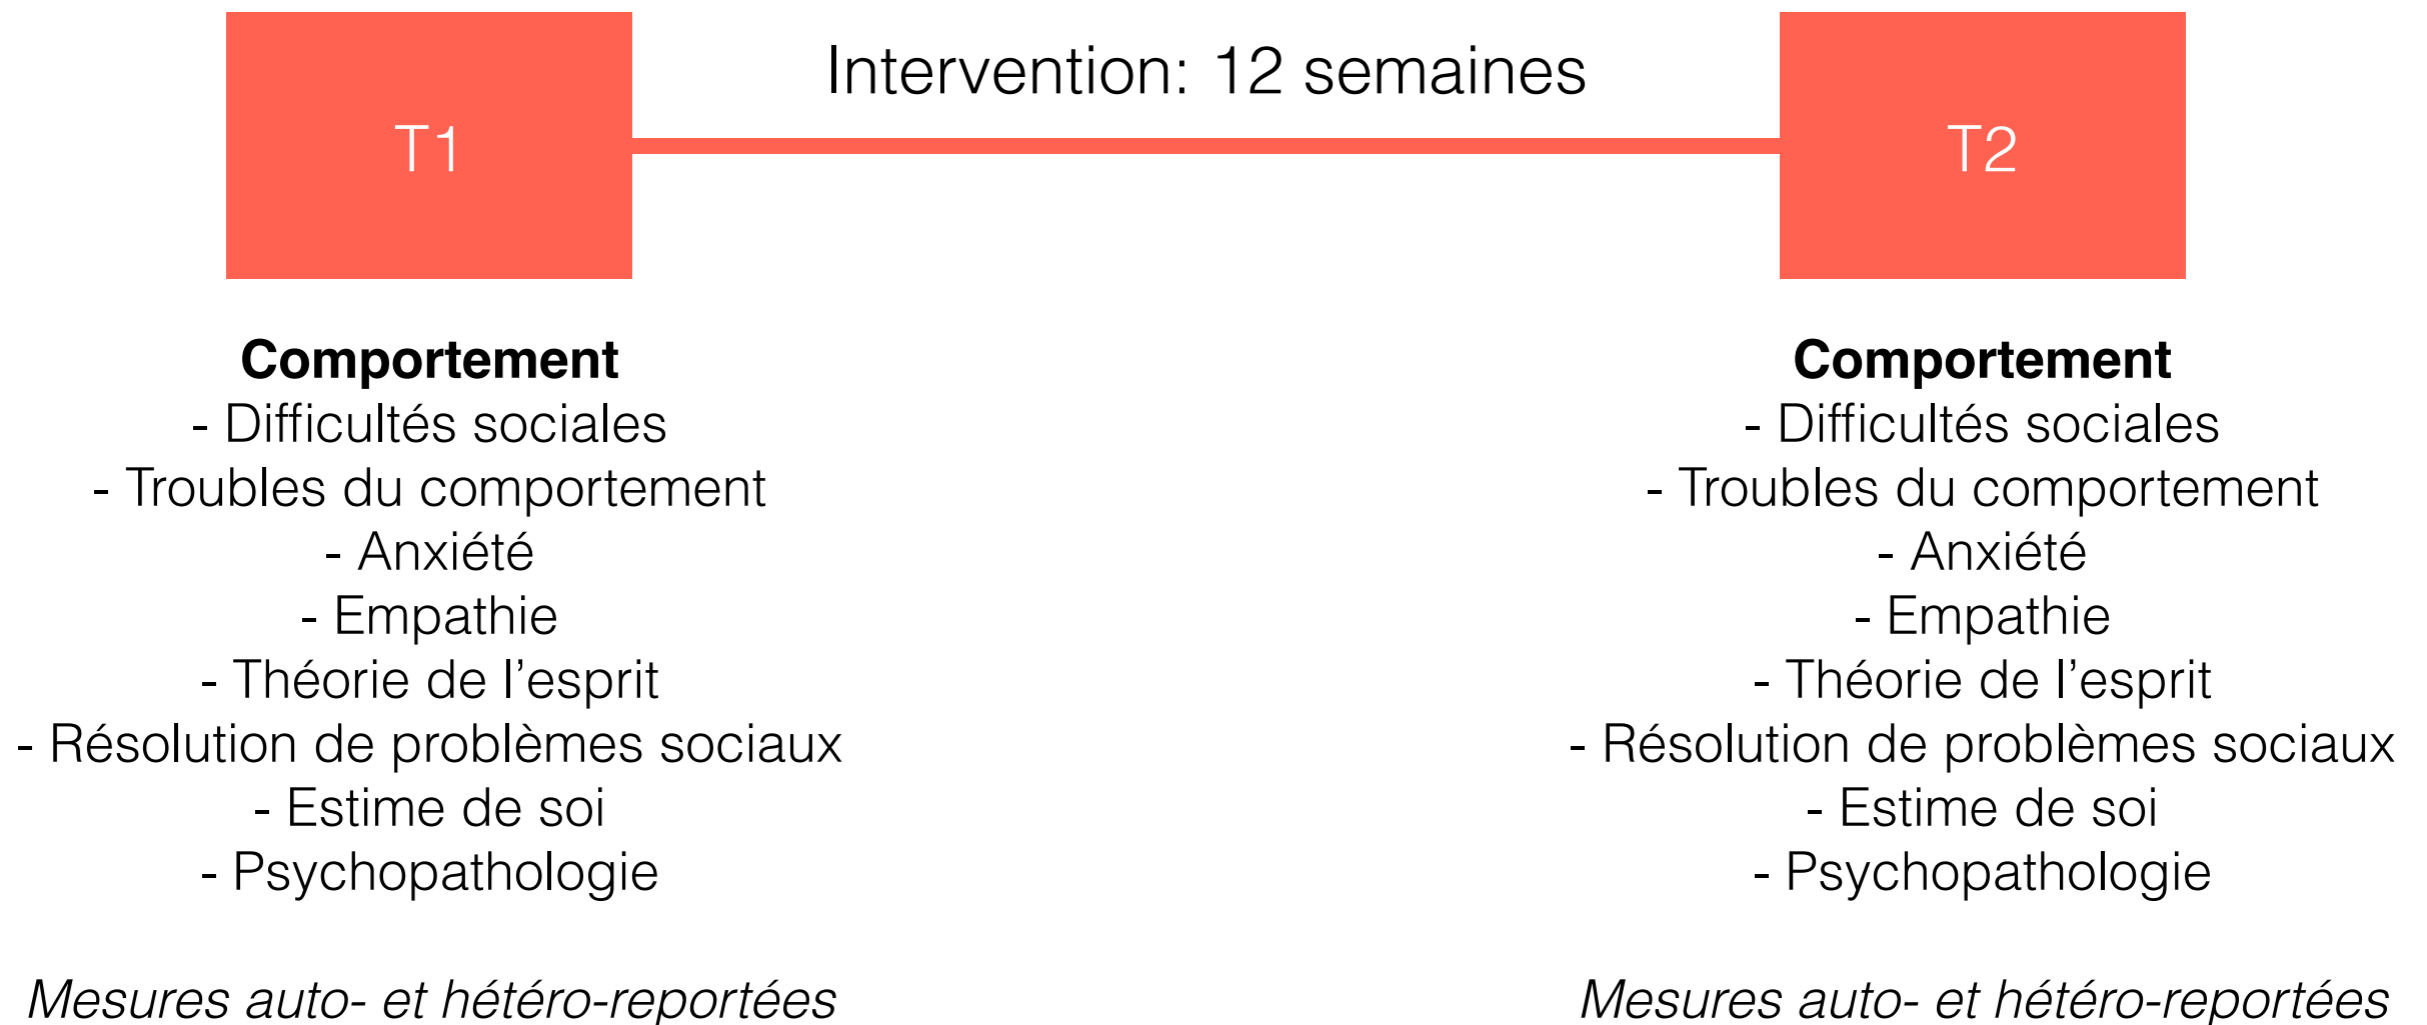 T1
Intervention: 12 semaines
T2
Comportement
- Difficultés sociales
- Troubles du comportement
- Anxiété
- Empathie
- Théorie de l’esprit
- Résolution de problèmes sociaux
- Estime de soi
- Psychopathologie
Mesures auto- et hétéro-reportées
Comportement
- Difficultés sociales
- Troubles du comportement
- Anxiété
- Empathie
- Théorie de l’esprit
- Résolution de problèmes sociaux
- Estime de soi
- Psychopathologie
Mesures auto- et hétéro-reportées